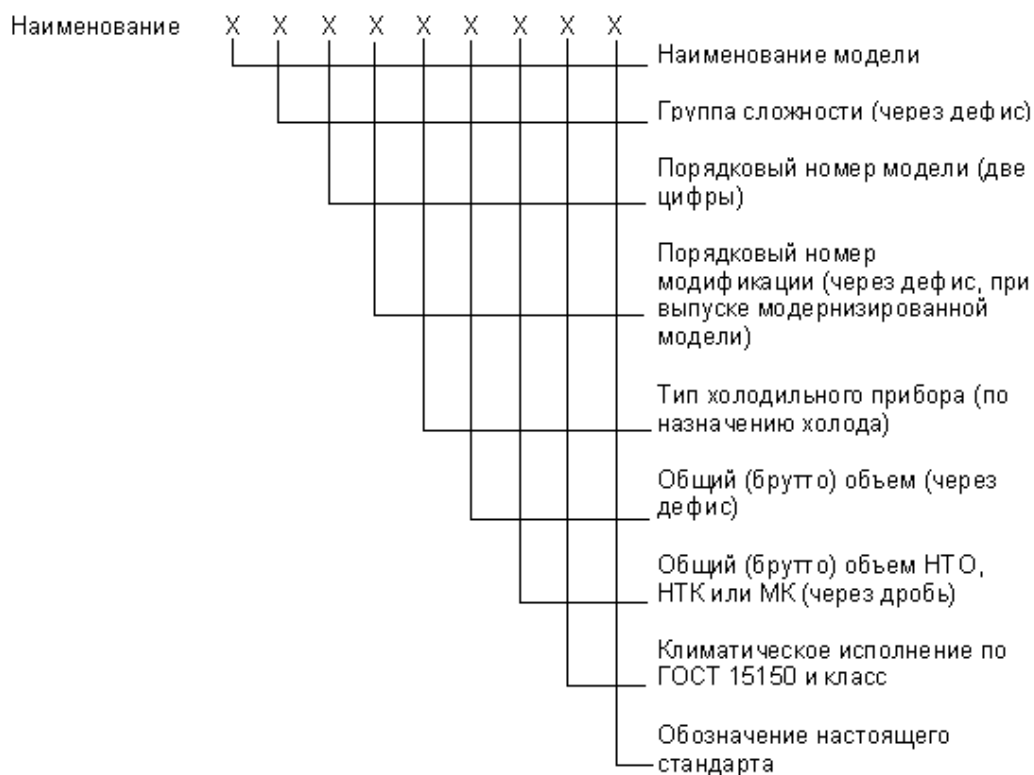 Наименование X X X X X X X X X
Наименование модели
Группа сложности (через дефис)
Порядковый номер модели (две
цифры)
Порядковый номер
модификации (через дефис, при
выпуске модернизированной
модели)
Тип холодильного прибора (по
назначению холода)
Общий (брутто) объем (через
дефис)
Общий (брутто) объем НТО,
НТК или МК (через дробь)
Климатическое исполнение по
ГОСТ 15150 и класс
Обозначение настоящего
стандарта